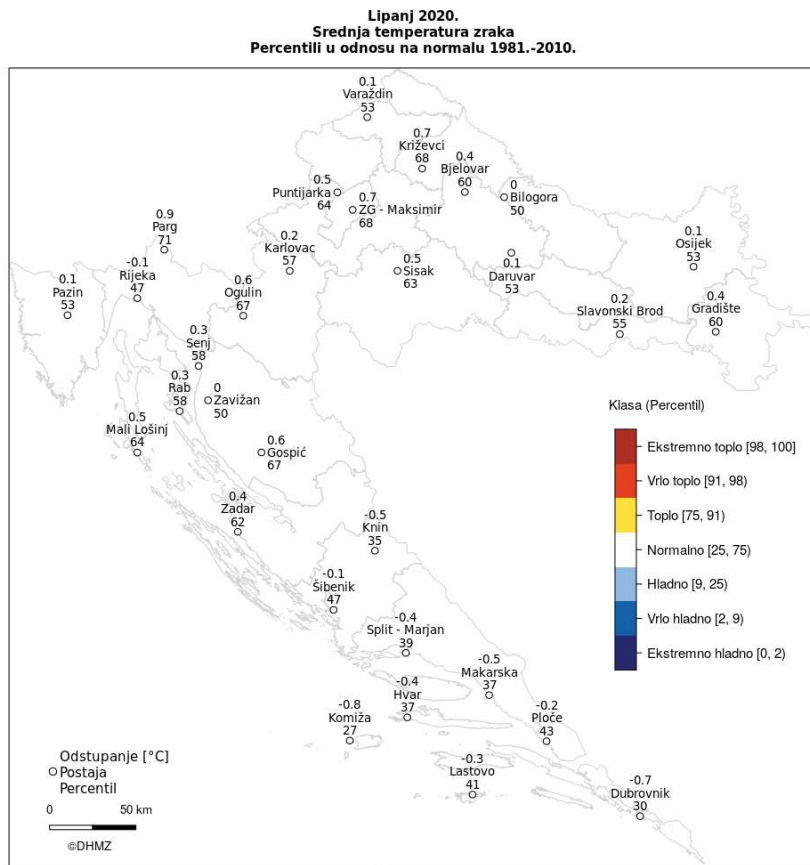 Lipanj 2020.
Srednja temperatura zraka
Percentili u odnosu na normalu 1981.-2010.
0.1
Varaždin
53
0.7
Križevci
68
0.4
Bjelovar
60
0
Bilogora
50
0.5
Puntijarka
64
0.7
ZG - Maksimir
68
0.9
Parg
71
0.2
Karlovac
57
0.5
Sisak
63
0.1
Daruvar
53
0.1
Osijek
53
-0.1
Rijeka
47
0.1
Pazin
53
0.6
Ogulin
67
0.2
Slavonski Brod
55
0.4
Gradište
60
0.3
Senj
58
0.3
Rab
58
0
Zavižan
50
0.5
Mali Lošinj
64
0.6
Gospić
67
0.4
Zadar
62
-0.5
Knin
35
-0.1
Šibenik
47
-0.4
Split - Marjan
39
-0.5
Makarska
37
-0.4
Hvar
37
-0.8
Komiža
27
-0.2
Ploče
43
-0.3
Lastovo
41
-0.7
Dubrovnik
30
Klasa (Percentil)
Ekstremno toplo [98, 100]
Vrlo toplo [91, 98)
Toplo [75, 91)
Normalno [25, 75)
Hladno [9, 25)
Vrlo hladno [2, 9)
Ekstremno hladno [0, 2)
Odstupanje [°C]
Postaja
Percentil
0 50 km
©DHMZ